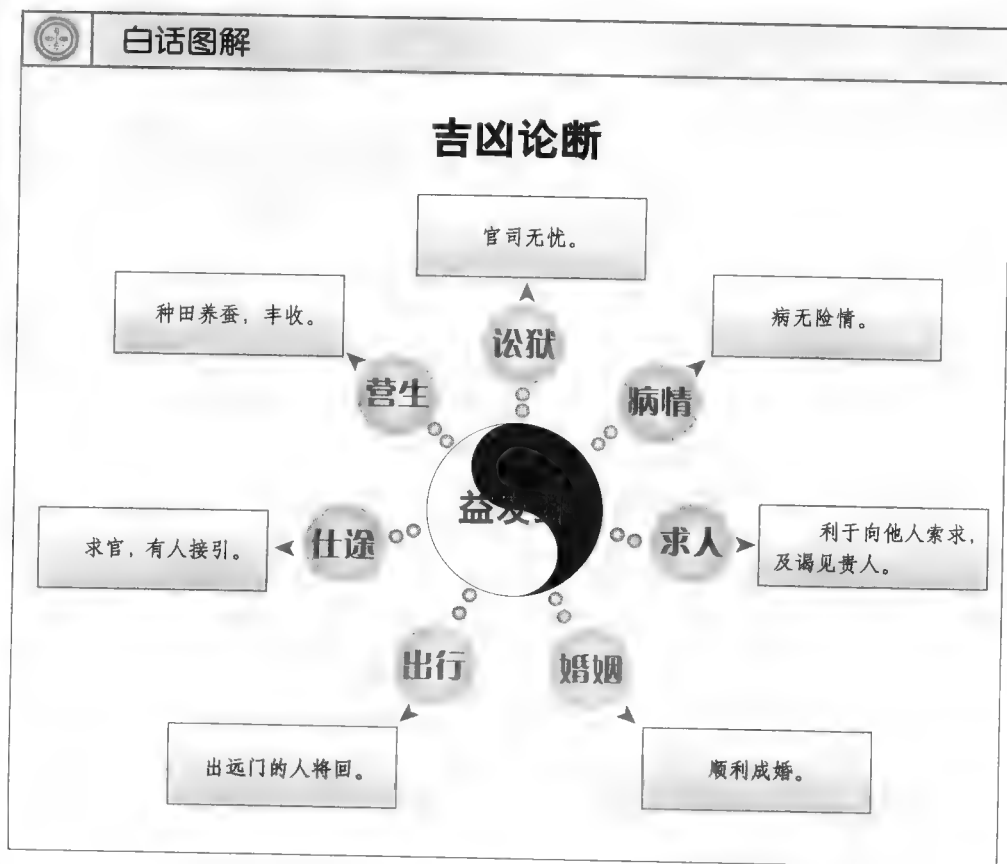 白话图解
吉凶论断
官司无忧。
种田养蚕，丰收。
病无险情。
讼狱
营生
病情
益发
求官，有人接引。
仕途
求人
利于向他人索求，
及谒见贵人。
出行
婚姻
出远门的人将回。
顺利成婚。